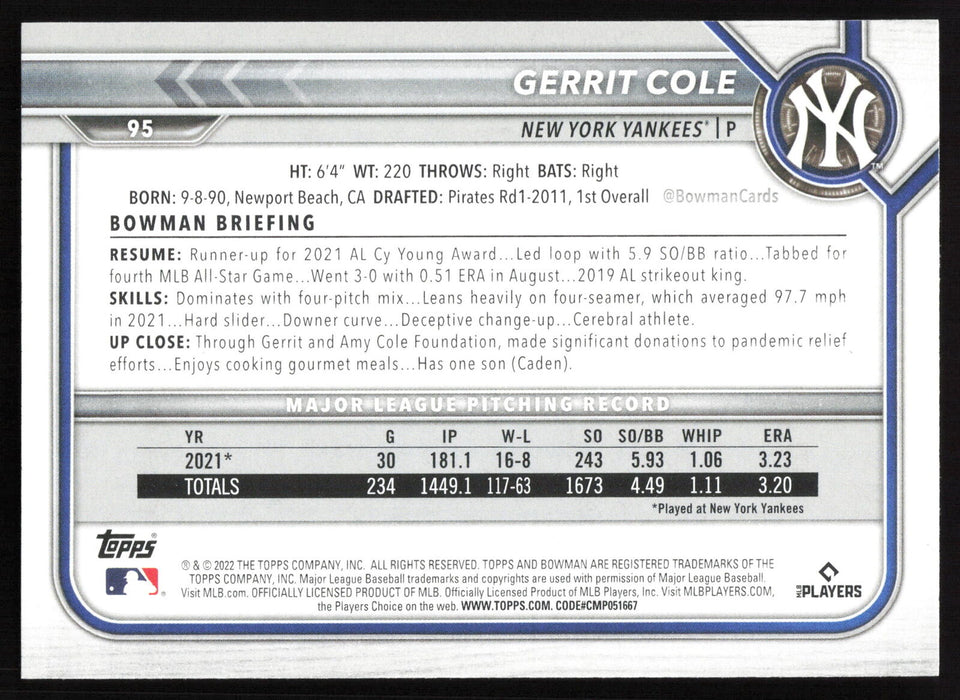 GERRIT COLE
95
NEW YORK YANKEES® | P
NY
™
HT: 6'4" WT: 220 THROWS: Right BATS: Right
BORN: 9-8-90, Newport Beach, CA DRAFTED: Pirates Rd1-2011, 1st Overall @BowmanCards
BOWMAN BRIEFING
RESUME: Runner-up for 2021 AL Cy Young Award...Led loop with 5.9 SO/BB ratio...Tabbed for
fourth MLB All-Star Game...Went 3-0 with 0.51 ERA in August...2019 AL strikeout king.
SKILLS: Dominates with four-pitch mix...Leans heavily on four-seamer, which averaged 97.7 mph
in 2021...Hard slider...Downer curve...Deceptive change-up...Cerebral athlete.
UP CLOSE: Through Gerrit and Amy Cole Foundation, made significant donations to pandemic relief
efforts...Enjoys cooking gourmet meals...Has one son (Caden).
MAJOR LEAGUE PITCHING RECORD
YR G IP W-L SO SO/BB WHIP ERA
2021* 30 181.1 16-8 243 5.93 1.06 3.23
TOTALS 234 1449.1 117-63 1673 4.49 1.11 3.20
*Played at New York Yankees
TOPPS®
® & © 2022 THE TOPPS COMPANY, INC. ALL RIGHTS RESERVED. TOPPS AND BOWMAN ARE REGISTERED TRADEMARKS OF THE
TOPPS COMPANY, INC. Major League Baseball trademarks and copyrights are used with permission of Major League Baseball.
Visit MLB.com. OFFICIALLY LICENSED PRODUCT OF MLB. Officially Licensed Product of MLB Players, Inc. Visit MLBPLAYERS.COM,
the Players Choice on the web. WWW.TOPPS.COM. CODE#CMP051667
MLB PLAYERS